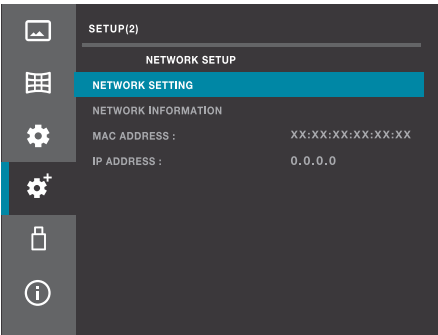 SETUP(2)
NETWORK SETUP
NETWORK SETTING
NETWORK INFORMATION
MAC ADDRESS : XX:XX:XX:XX:XX:XX
IP ADDRESS : 0.0.0.0